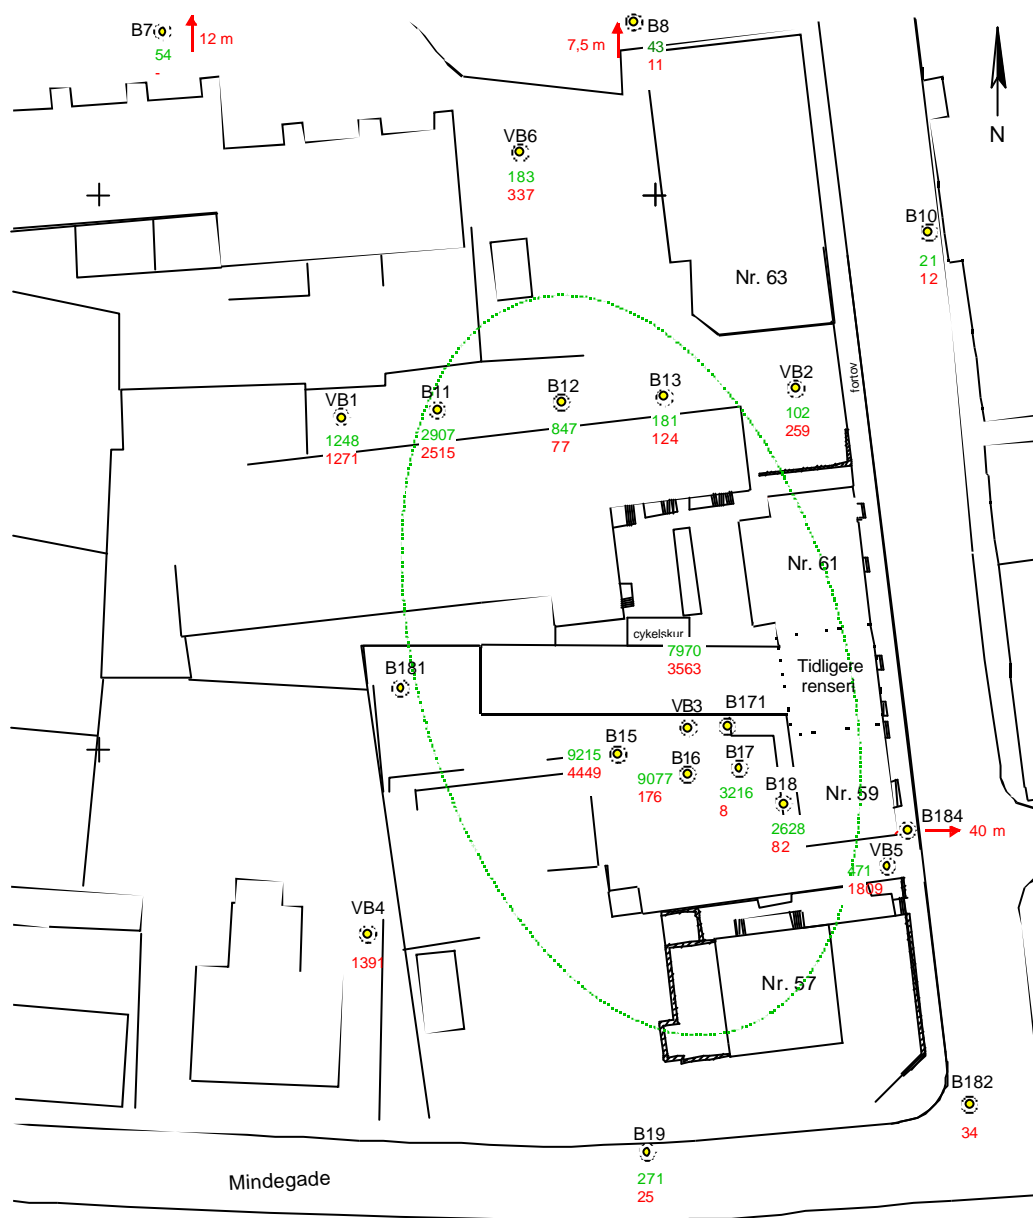 B7
12 m
54
-
7,5 m
B8
43
11
N
VB6
183
337
B10
21
12
Nr. 63
fortov
VB1
1248
1271
B11
2907
2515
B12
847
77
B13
181
124
VB2
102
259
Nr. 61
cykelskur
7970
3563
Tidligere
renseri
B181
VB3
B171
B15
9215
4449
B16
9077
176
B17
3216
8
B18
2628
82
Nr. 59
B184
40 m
VB5
471
1809
VB4
1391
Nr. 57
B182
34
B19
271
25
Mindegade